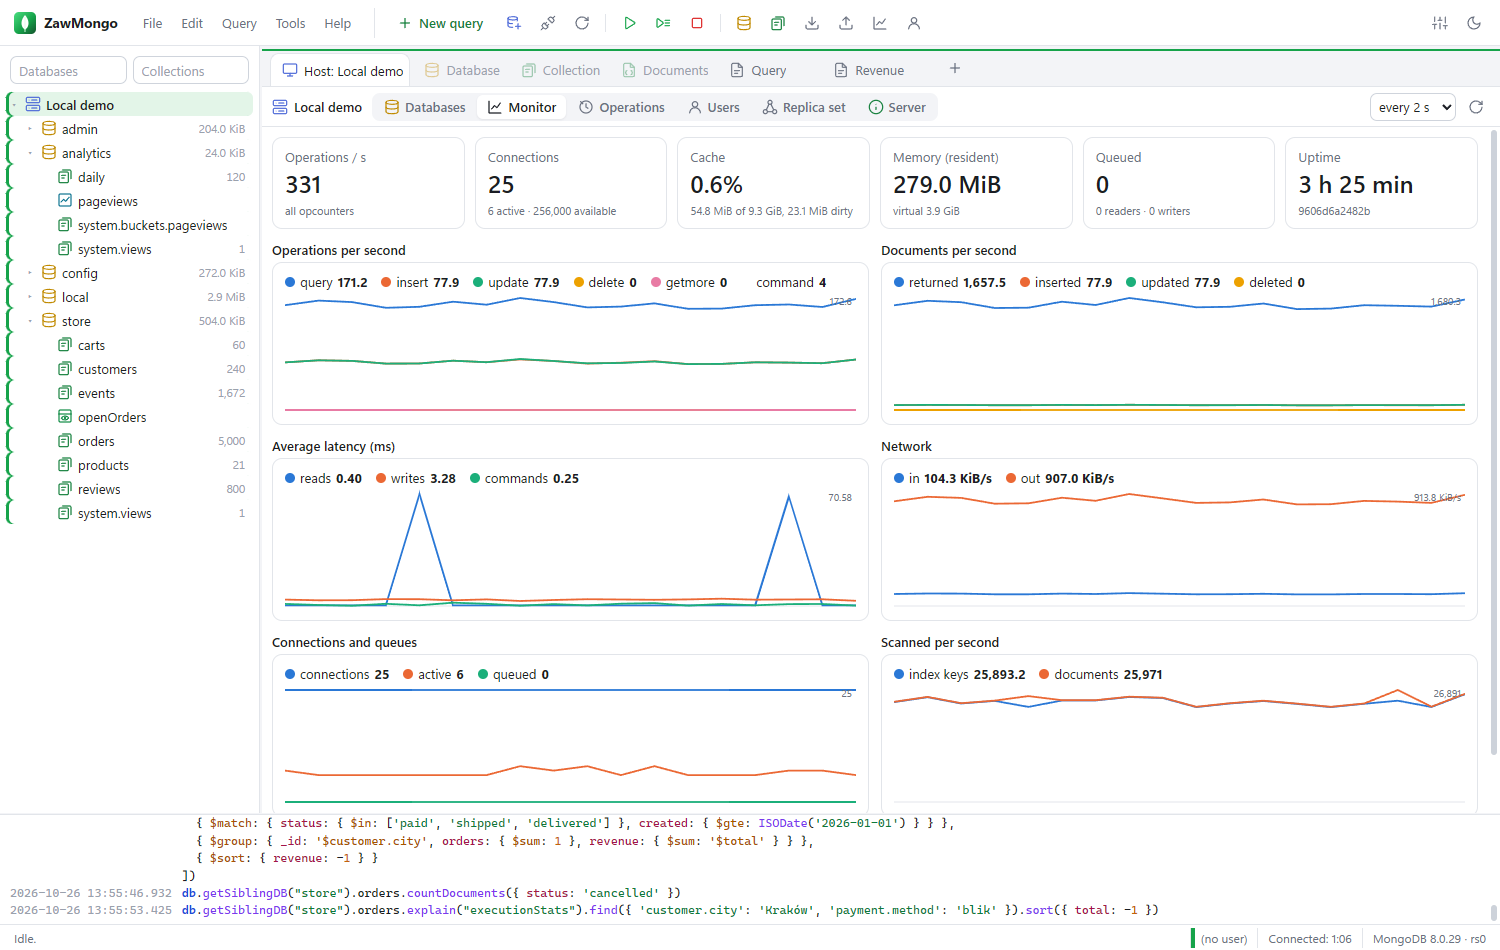 ZawMongo File Edit Query Tools Help New query
Databases Collections
Local demo
admin 204.0 KiB
analytics 24.0 KiB
daily 120
pageviews
system.buckets.pageviews
system.views 1
config 272.0 KiB
local 2.9 MiB
store 504.0 KiB
carts 60
customers 240
events 1,672
openOrders
orders 5,000
products 21
reviews 800
system.views 1
Host: Local demo Database Collection Documents Query Revenue
Local demo Databases Monitor Operations Users Replica set Server every 2 s
Operations / s
331
all opcounters
Connections
25
6 active · 256,000 available
Cache
0.6%
54.8 MiB of 9.3 GiB, 23.1 MiB dirty
Memory (resident)
279.0 MiB
virtual 3.9 GiB
Queued
0
0 readers · 0 writers
Uptime
3 h 25 min
9606d6a2482b
Operations per second
query 171.2 insert 77.9 update 77.9 delete 0 getmore 0 command 4
172.6
Documents per second
returned 1,657.5 inserted 77.9 updated 77.9 deleted 0
1,680.3
Average latency (ms)
reads 0.40 writes 3.28 commands 0.25
70.58
Network
in 104.3 KiB/s out 907.0 KiB/s
913.8 KiB/s
Connections and queues
connections 25 active 6 queued 0
25
Scanned per second
index keys 25,893.2 documents 25,971
26,891
{ $match: { status: { $in: ['paid', 'shipped', 'delivered'] }, created: { $gte: ISODate('2026-01-01') } } },
{ $group: { _id: '$customer.city', orders: { $sum: 1 }, revenue: { $sum: '$total' } } },
{ $sort: { revenue: -1 } }
])
2026-10-26 13:55:46.932 db.getSiblingDB("store").orders.countDocuments({ status: 'cancelled' })
2026-10-26 13:55:53.425 db.getSiblingDB("store").orders.explain("executionStats").find({ 'customer.city': 'Kraków', 'payment.method': 'blik' }).sort({ total: -1 })
Idle. (no user) Connected: 1:06 MongoDB 8.0.29 · rs0